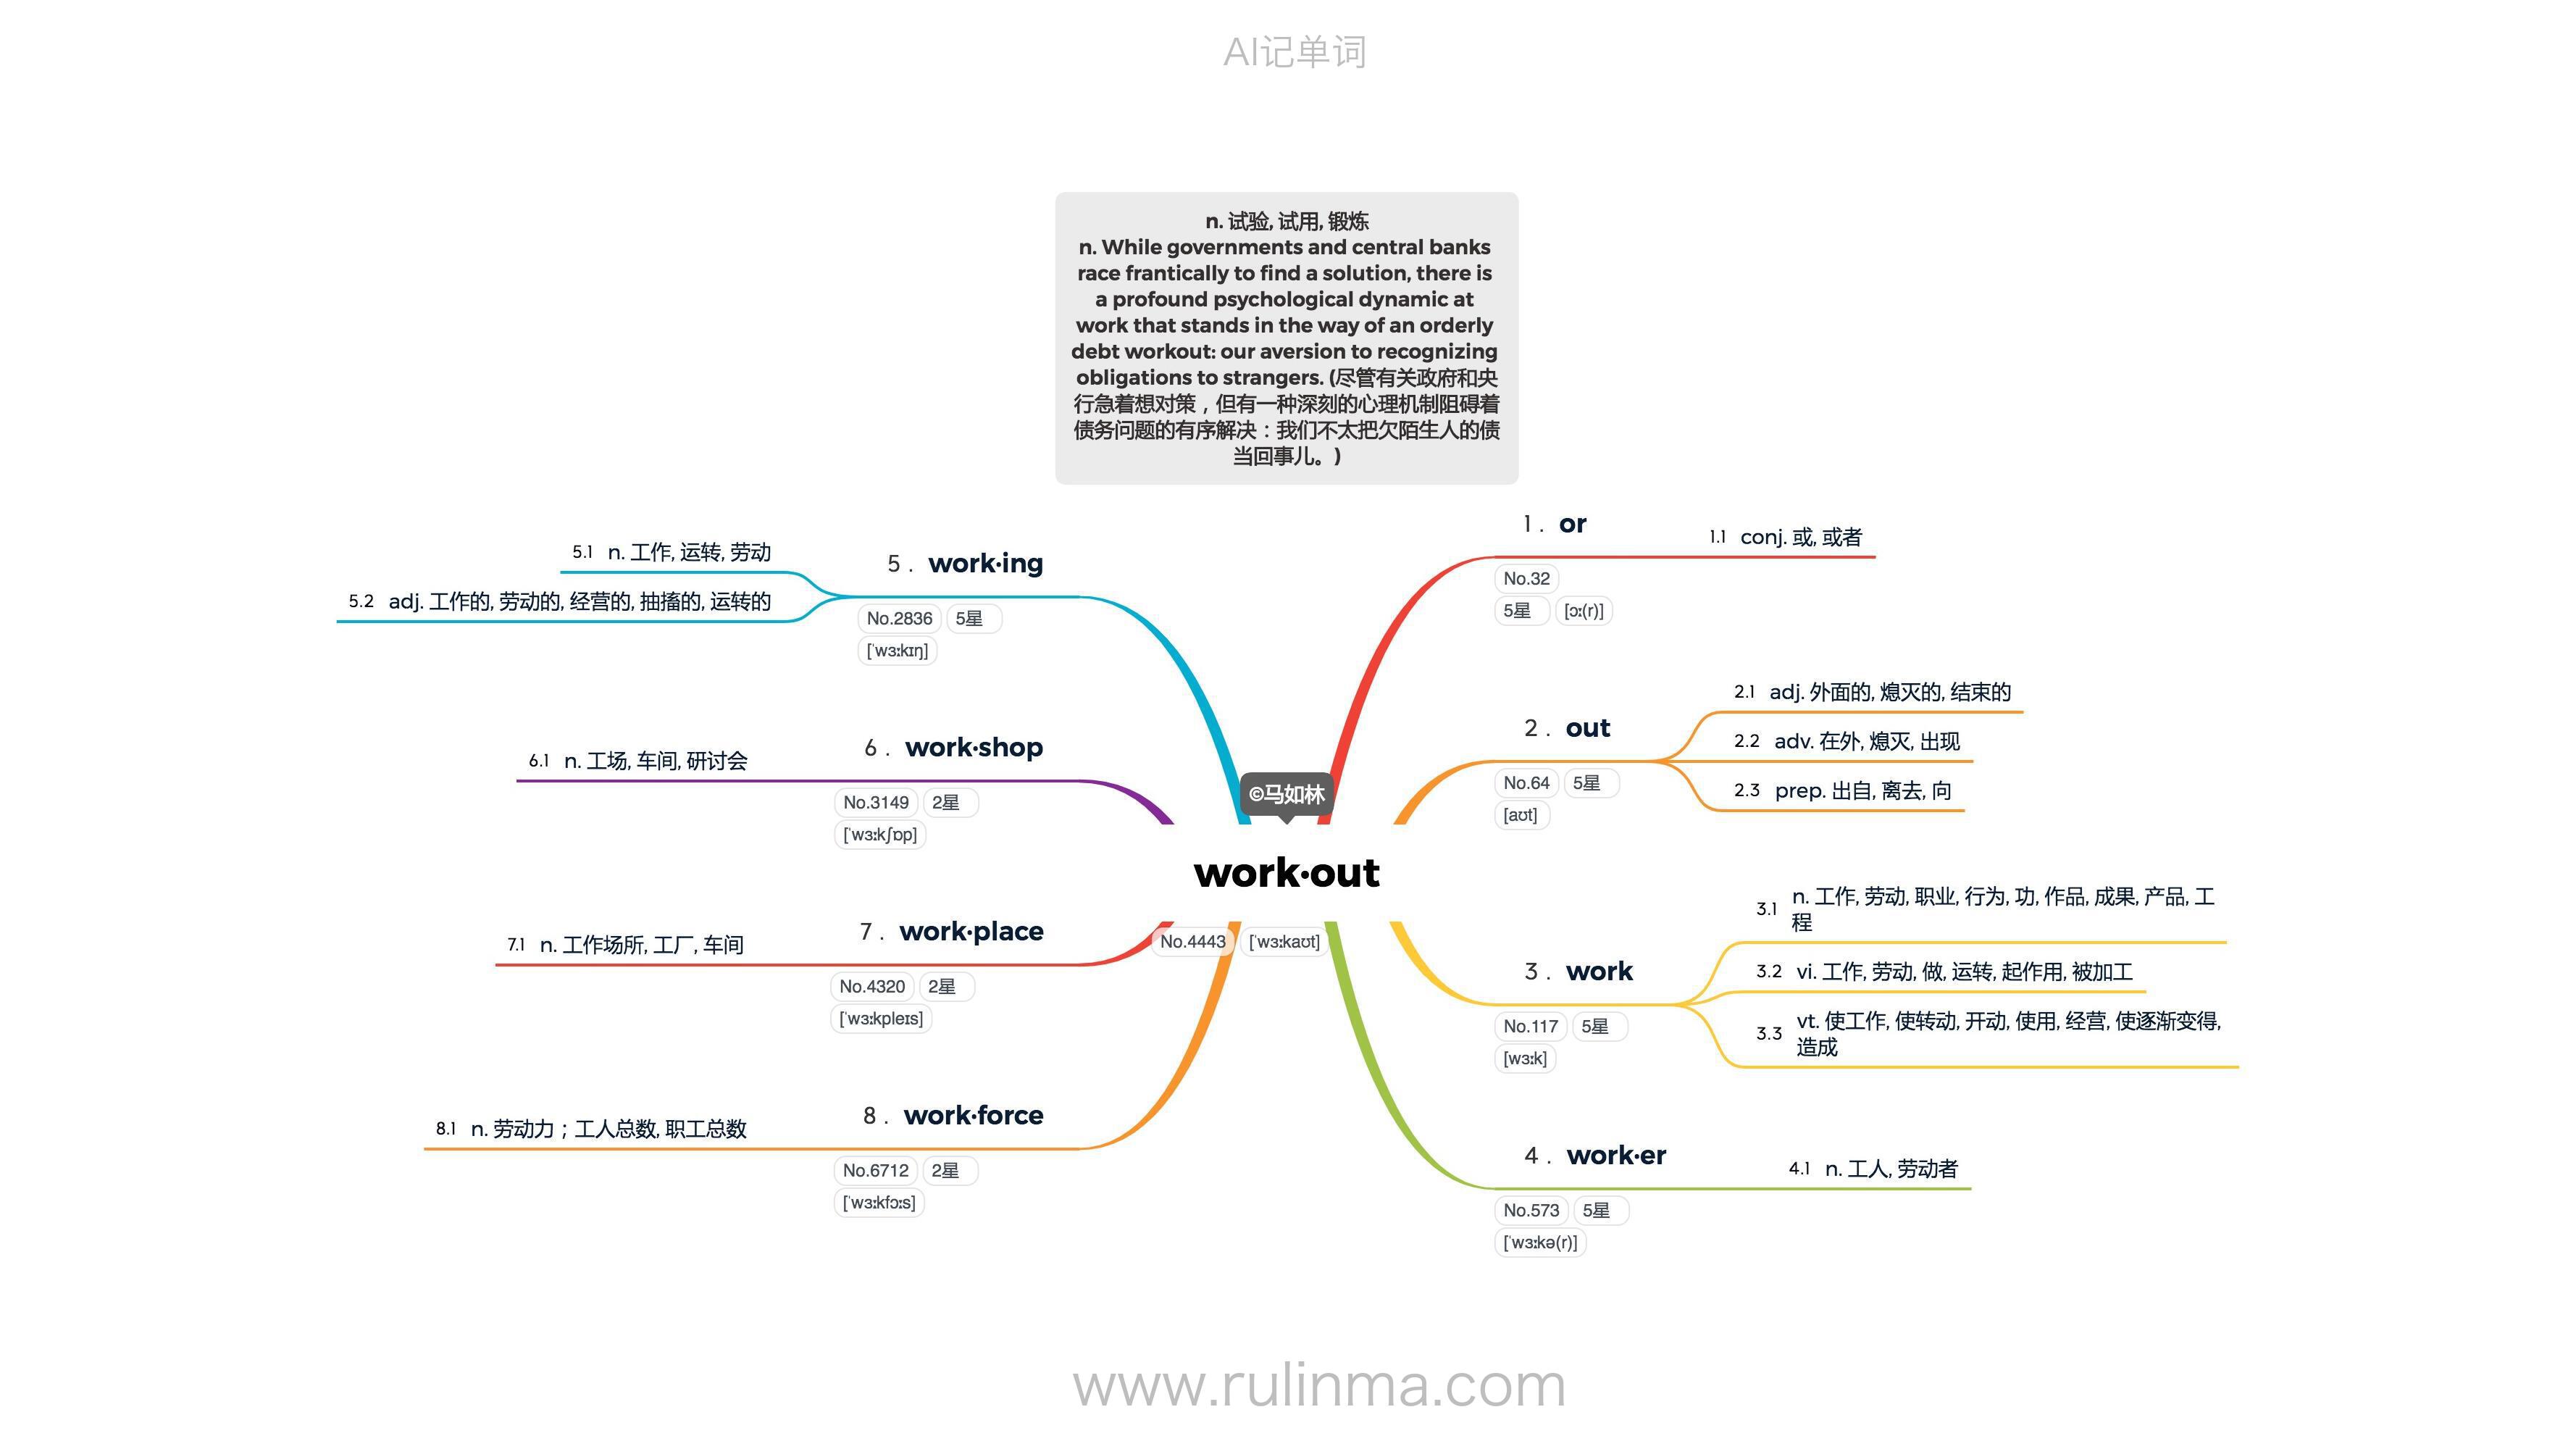 AI记单词
n. 试验, 试用, 锻炼
n. While governments and central banks
race frantically to find a solution, there is
a profound psychological dynamic at
work that stands in the way of an orderly
debt workout: our aversion to recognizing
obligations to strangers. (尽管有关政府和央
行急着想对策，但有一种深刻的心理机制阻碍着
债务问题的有序解决：我们不太把欠陌生人的债
当回事儿。)
©马如林
work·out
No.4443 [ˈwɜːkaʊt]
1. or
No.32
5星 [ɔː(r)]
1.1 conj. 或, 或者
2. out
No.64 5星
[aʊt]
2.1 adj. 外面的, 熄灭的, 结束的
2.2 adv. 在外, 熄灭, 出现
2.3 prep. 出自, 离去, 向
3. work
No.117 5星
[wɜːk]
3.1 n. 工作, 劳动, 职业, 行为, 功, 作品, 成果, 产品, 工
程
3.2 vi. 工作, 劳动, 做, 运转, 起作用, 被加工
3.3 vt. 使工作, 使转动, 开动, 使用, 经营, 使逐渐变得,
造成
4. work·er
No.573 5星
[ˈwɜːkə(r)]
4.1 n. 工人, 劳动者
5. work·ing
No.2836 5星
[ˈwɜːkɪŋ]
5.1 n. 工作, 运转, 劳动
5.2 adj. 工作的, 劳动的, 经营的, 抽搐的, 运转的
6. work·shop
No.3149 2星
[ˈwɜːkʃɒp]
6.1 n. 工场, 车间, 研讨会
7. work·place
No.4320 2星
[ˈwɜːkpleɪs]
7.1 n. 工作场所, 工厂, 车间
8. work·force
No.6712 2星
[ˈwɜːkfɔːs]
8.1 n. 劳动力；工人总数, 职工总数
www.rulinma.com